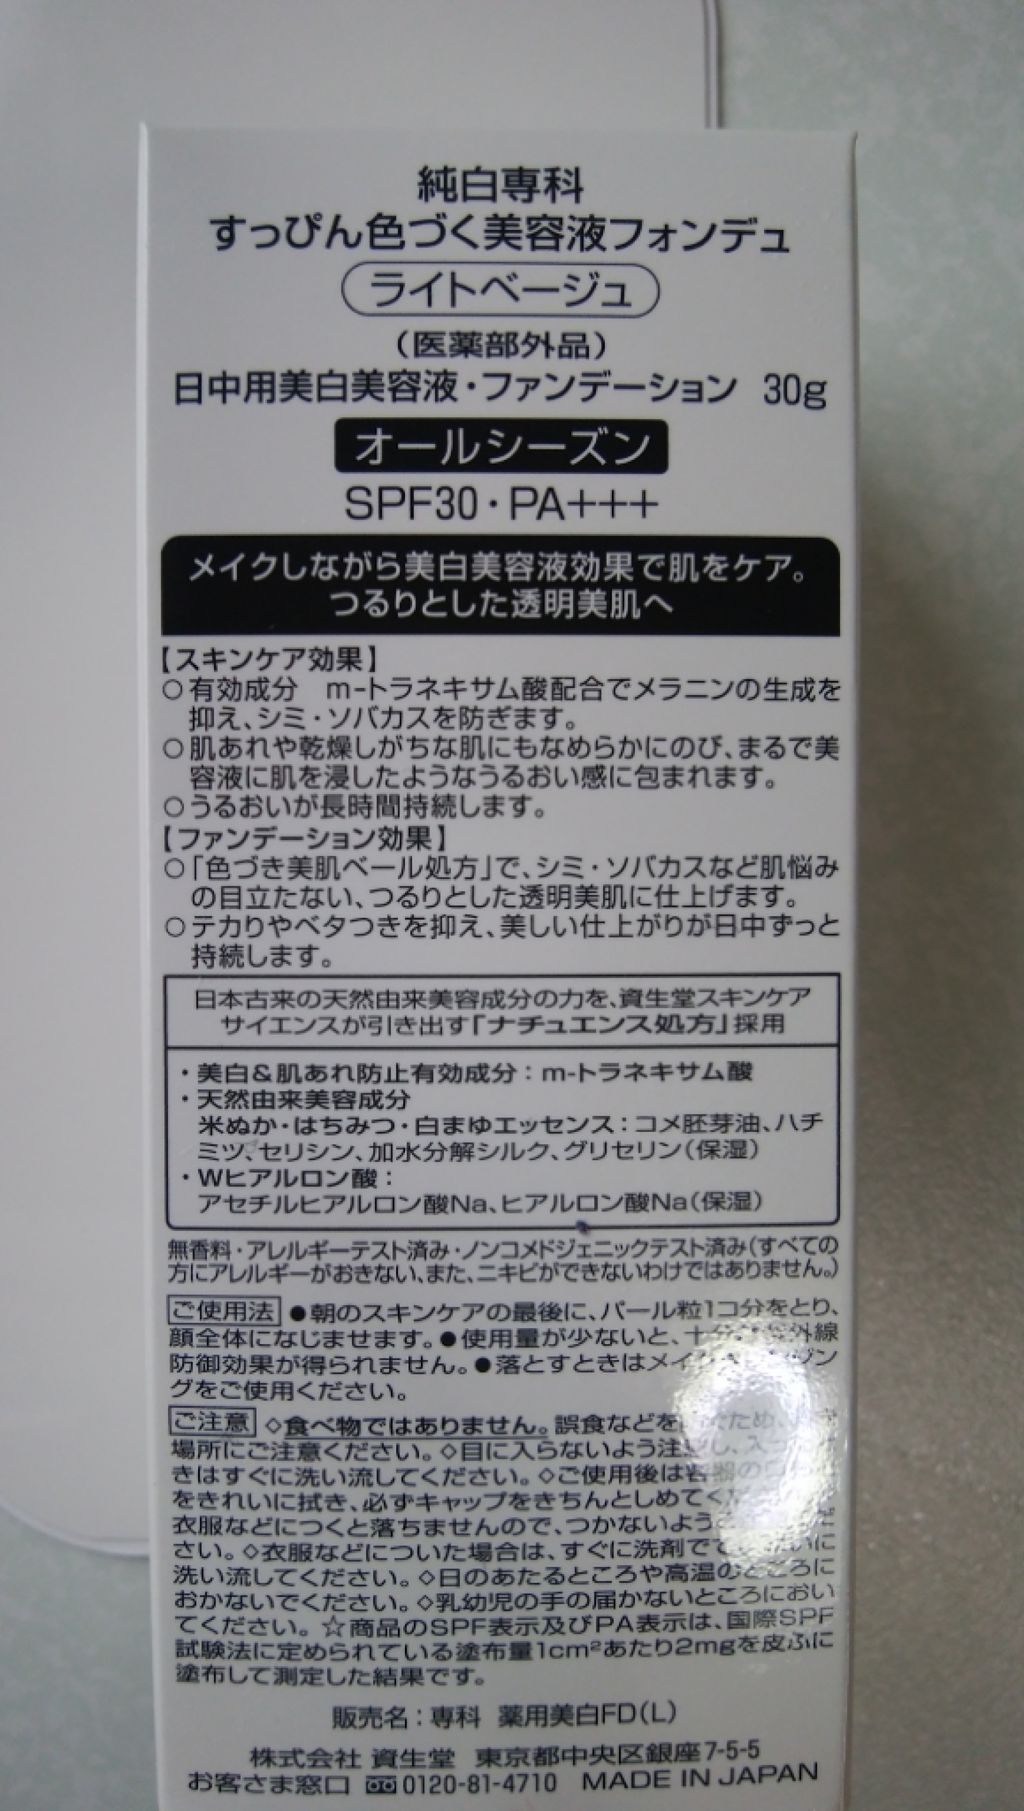 純白専科
すっぴん色づく美容液フォンデュ
ライトベージュ
(医薬部外品)
日中用美白美容液・ファンデーション 30g
オールシーズン
SPF30・PA+++
メイクしながら美白美容液効果で肌をケア。
つるりとした透明美肌へ
【スキンケア効果】
○有効成分 m-トラネキサム酸配合でメラニンの生成を
抑え、シミ・ソバカスを防ぎます。
○肌あれや乾燥しがちな肌にもなめらかにのび、まるで美
容液に肌を浸したようなうるおい感に包まれます。
○うるおいが長時間持続します。
【ファンデーション効果】
○「色づき美肌ベール処方」で、シミ・ソバカスなど肌悩み
の目立たない、つるりとした透明美肌に仕上げます。
○テカりやベタつきを抑え、美しい仕上がりが日中ずっと
持続します。
日本古来の天然由来美容成分の力を、資生堂スキンケア
サイエンスが引き出す「ナチュエンス処方」採用
・美白&肌あれ防止有効成分:m-トラネキサム酸
・天然由来美容成分
米ぬか・はちみつ・白まゆエッセンス:コメ胚芽油、ハチ
ミツ、セリシン、加水分解シルク、グリセリン(保湿)
・Wヒアルロン酸:
アセチルヒアルロン酸Na、ヒアルロン酸Na(保湿)
無香料・アレルギーテスト済み・ノンコメドジェニックテスト済み(すべての
方にアレルギーがおきない、また、ニキビができないわけではありません。)
ご使用法 ●朝のスキンケアの最後に、パール粒1コ分をとり、
顔全体になじませます。●使用量が少ないと、十分 外線
防御効果が得られません。●落とすときはメイク ジン
グをご使用ください。
ご注意 ◇食べ物ではありません。誤食などを ため、
場所にご注意ください。◇目に入らないよう注 し、入
きはすぐに洗い流してください。◇ご使用後は容器の口
をきれいに拭き、必ずキャップをきちんとしめてく
衣服などにつくと落ちませんので、つかないよう
さい。◇衣服などについた場合は、すぐに洗剤で に
洗い流してください。◇日のあたるところや高温のところに
おかないでください。◇乳幼児の手の届かないところにおい
てください。☆商品のSPF表示及びPA表示は、国際SPF
試験法に定められている塗布量1cm²あたり2mgを皮ふに
塗布して測定した結果です。
販売名:専科 薬用美白FD(L)
株式会社 資生堂 東京都中央区銀座7-5-5
お客さま窓口 0120-81-4710 MADE IN JAPAN